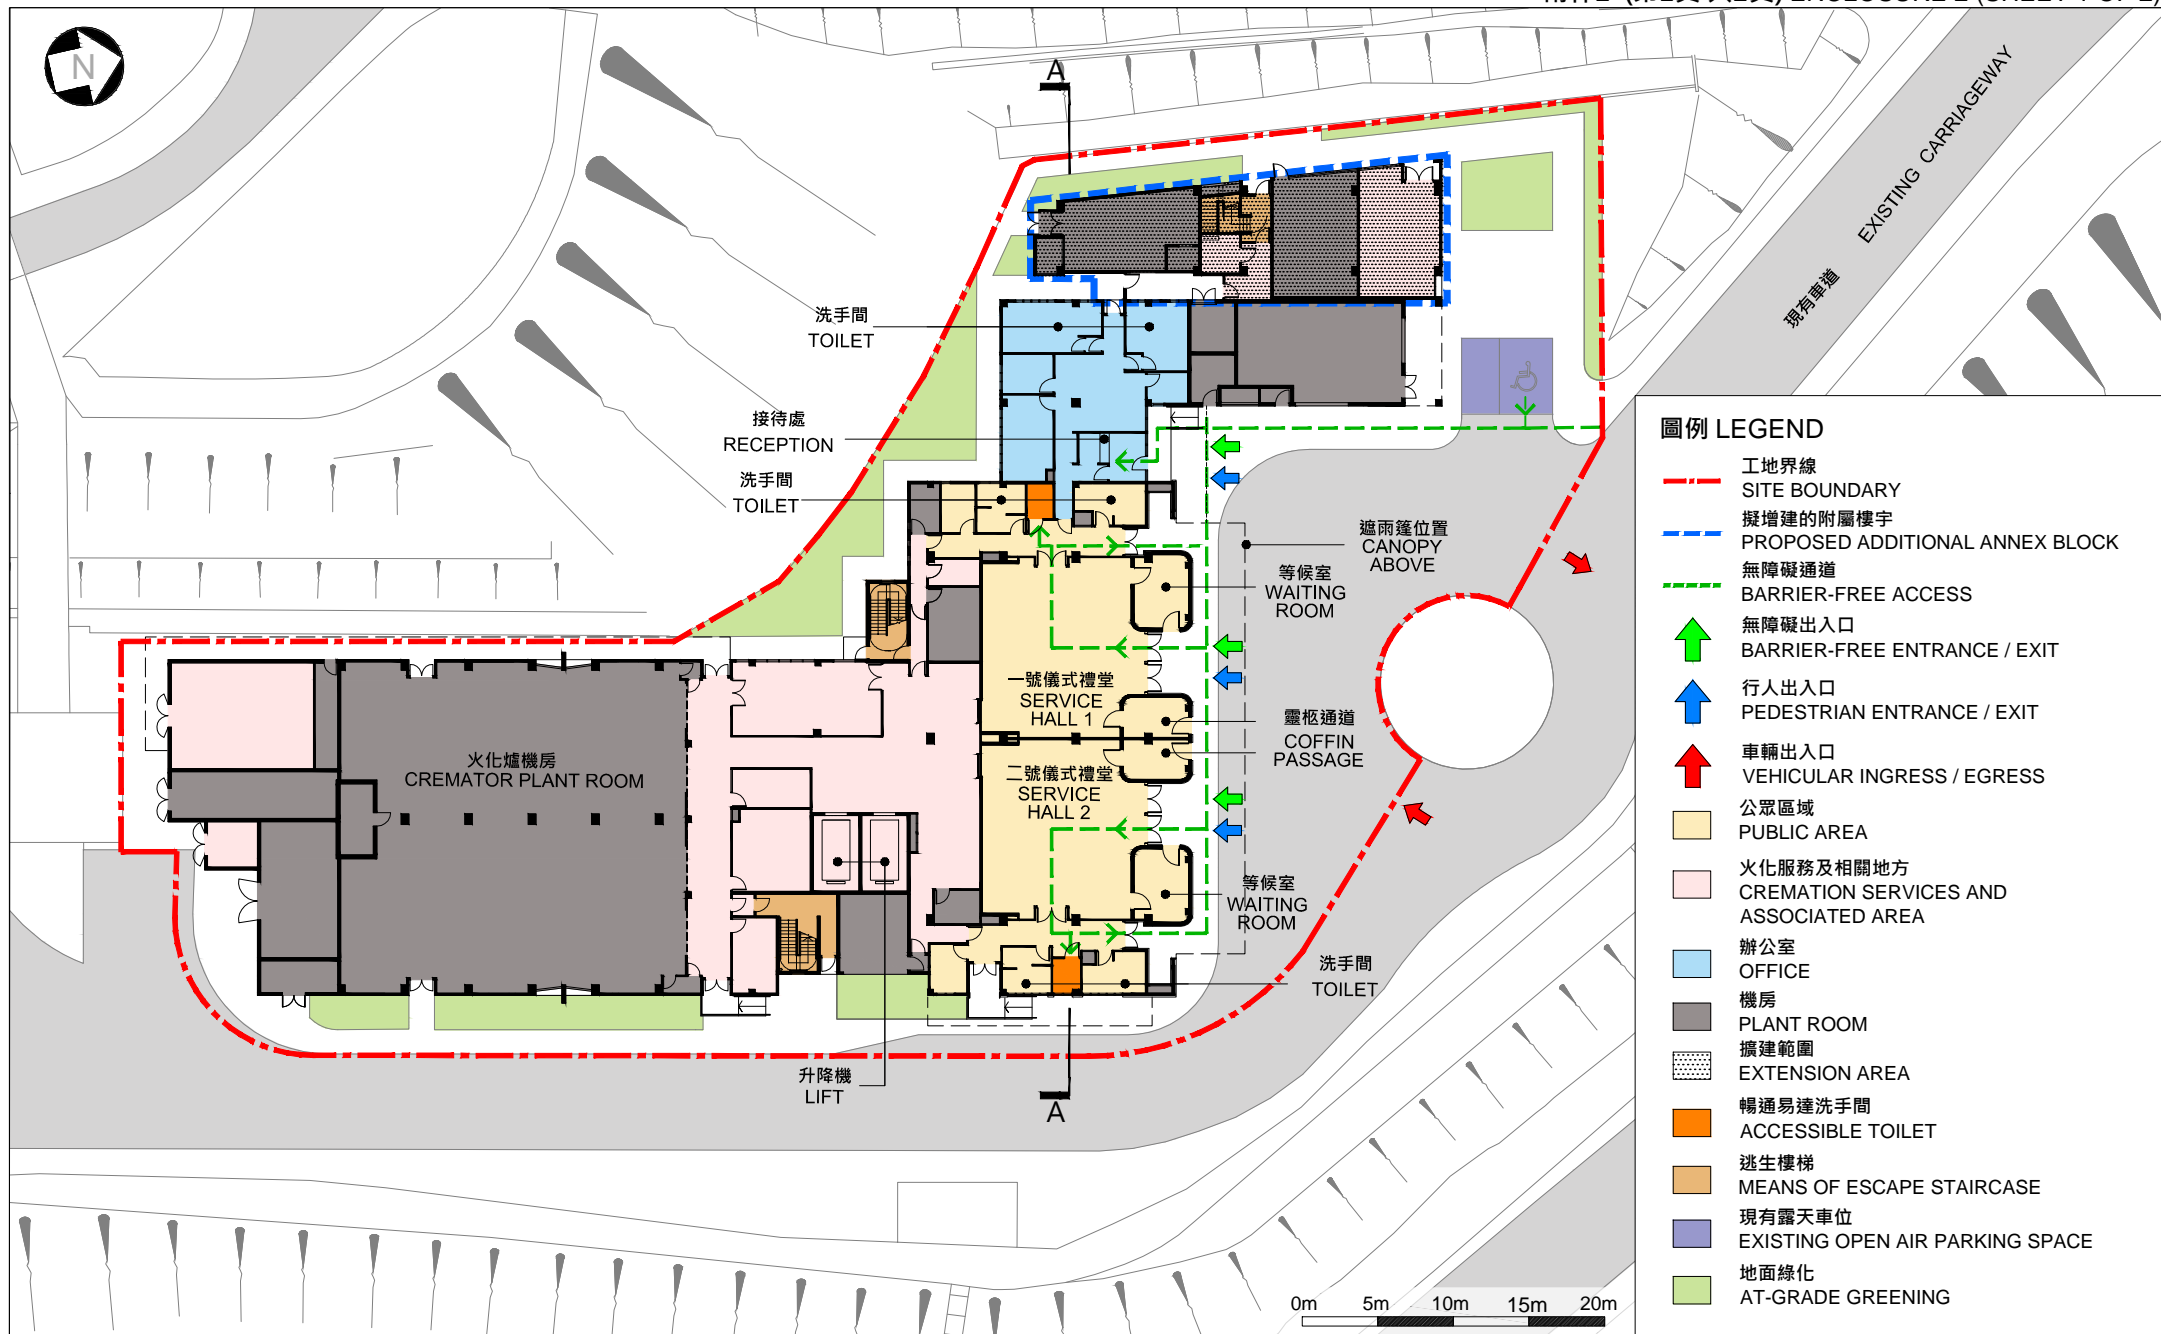 N
A
EXISTING CARRIAGEWAY
現有車道
洗手間
TOILET
接待處
RECEPTION
洗手間
TOILET
遮雨篷位置
CANOPY
ABOVE
等候室
WAITING
ROOM
一號儀式禮堂
SERVICE
HALL 1
靈柩通道
COFFIN
PASSAGE
火化爐機房
CREMATOR PLANT ROOM
二號儀式禮堂
SERVICE
HALL 2
等候室
WAITING
ROOM
洗手間
TOILET
升降機
LIFT
A
圖例 LEGEND
工地界線
SITE BOUNDARY
擬增建的附屬樓宇
PROPOSED ADDITIONAL ANNEX BLOCK
無障礙通道
BARRIER-FREE ACCESS
無障礙出入口
BARRIER-FREE ENTRANCE / EXIT
行人出入口
PEDESTRIAN ENTRANCE / EXIT
車輛出入口
VEHICULAR INGRESS / EGRESS
公眾區域
PUBLIC AREA
火化服務及相關地方
CREMATION SERVICES AND
ASSOCIATED AREA
辦公室
OFFICE
機房
PLANT ROOM
擴建範圍
EXTENSION AREA
暢通易達洗手間
ACCESSIBLE TOILET
逃生樓梯
MEANS OF ESCAPE STAIRCASE
現有露天車位
EXISTING OPEN AIR PARKING SPACE
地面綠化
AT-GRADE GREENING
0m 5m 10m 15m 20m